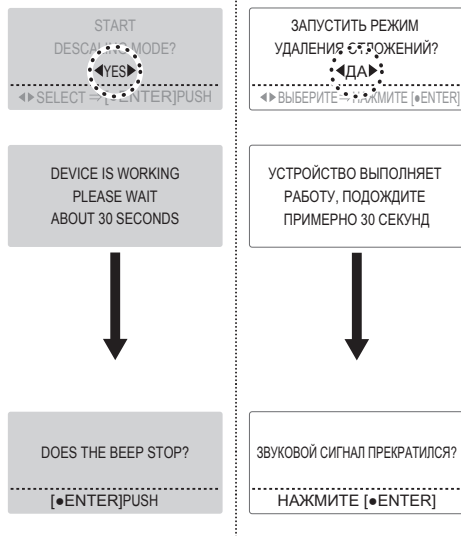 START
DESCALING MODE?
◀YES▶
◀▶SELECT ⇒ [●ENTER]PUSH
DEVICE IS WORKING
PLEASE WAIT
ABOUT 30 SECONDS
DOES THE BEEP STOP?
[●ENTER]PUSH
ЗАПУСТИТЬ РЕЖИМ
УДАЛЕНИЯ ОТЛОЖЕНИЙ?
◀ДА▶
◀▶ВЫБЕРИТЕ⇒НАЖМИТЕ [●ENTER]
УСТРОЙСТВО ВЫПОЛНЯЕТ
РАБОТУ, ПОДОЖДИТЕ
ПРИМЕРНО 30 СЕКУНД
ЗВУКОВОЙ СИГНАЛ ПРЕКРАТИЛСЯ?
НАЖМИТЕ [●ENTER]